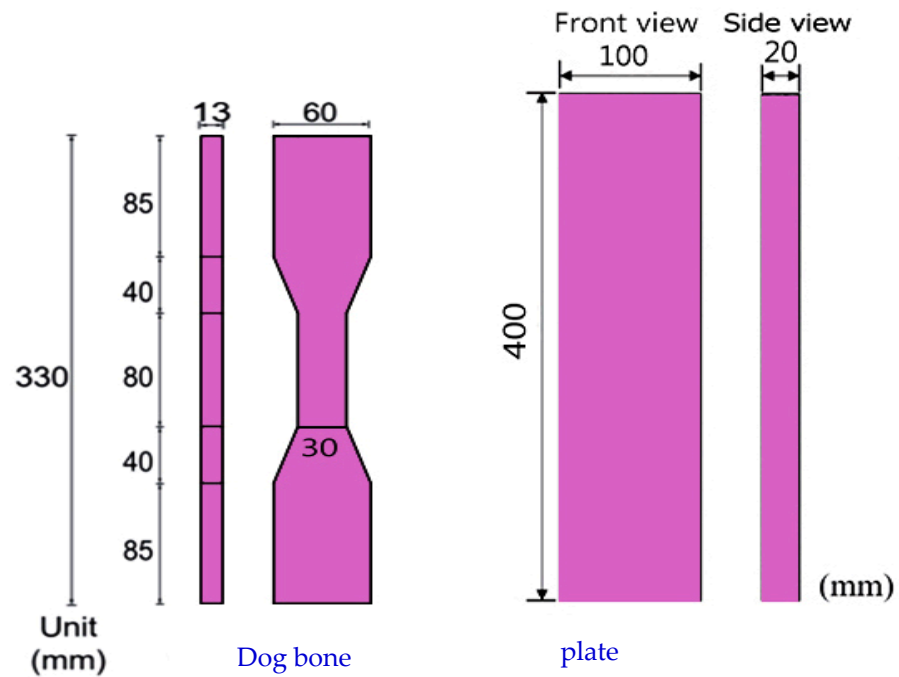 Front view
Side view
100
20
13
60
85
40
330
80
40
30
85
400
(mm)
Unit
(mm)
Dog bone
plate